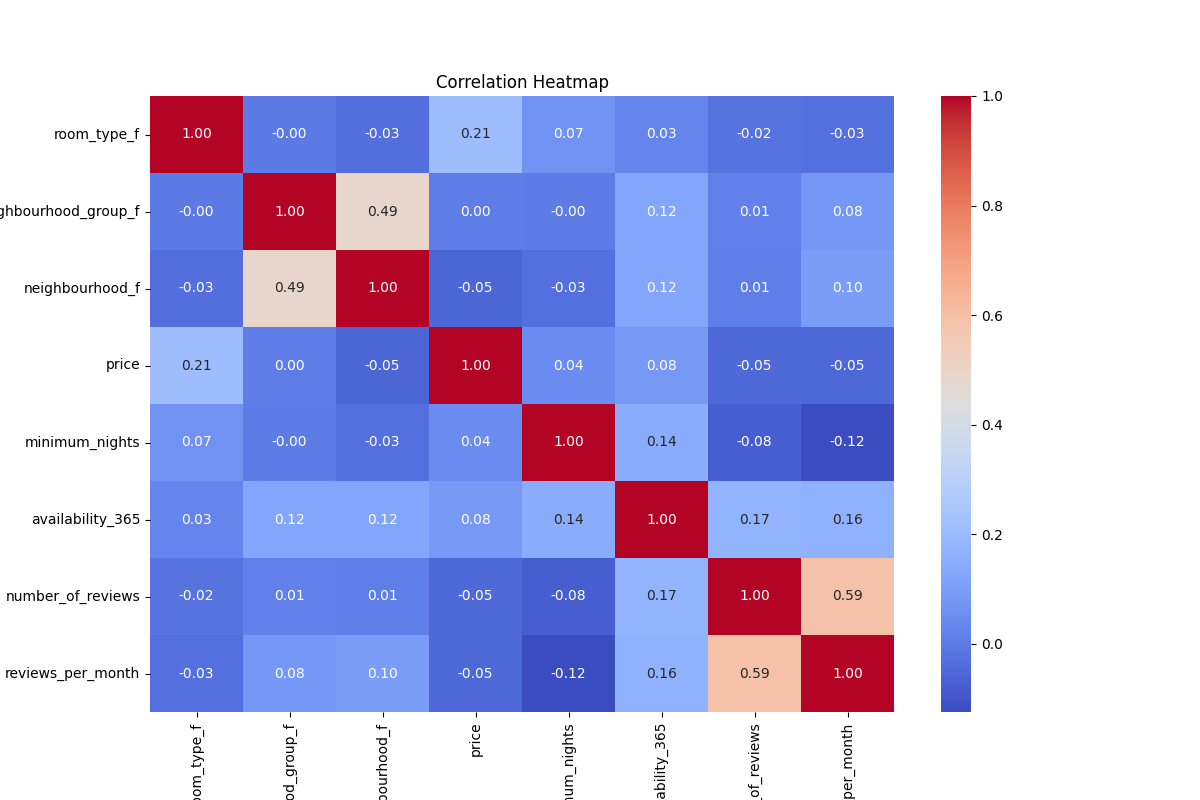 Correlation Heatmap
room_type_f 1.00 -0.00 -0.03 0.21 0.07 0.03 -0.02 -0.03
ghbourhood_group_f -0.00 1.00 0.49 0.00 -0.00 0.12 0.01 0.08
neighbourhood_f -0.03 0.49 1.00 -0.05 -0.03 0.12 0.01 0.10
price 0.21 0.00 -0.05 1.00 0.04 0.08 -0.05 -0.05
minimum_nights 0.07 -0.00 -0.03 0.04 1.00 0.14 -0.08 -0.12
availability_365 0.03 0.12 0.12 0.08 0.14 1.00 0.17 0.16
number_of_reviews -0.02 0.01 0.01 -0.05 -0.08 0.17 1.00 0.59
reviews_per_month -0.03 0.08 0.10 -0.05 -0.12 0.16 0.59 1.00
oom_type_f
od_group_f
bourhood_f
price
um_nights
ability_365
_of_reviews
per_month
1.0
0.8
0.6
0.4
0.2
0.0